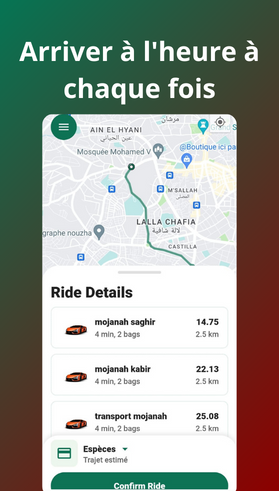 Arriver à l'heure à
chaque fois
مرشان
AIN EL HYANI
عين الحياني
Mosquée Mohamed V
@Boutique ici pa
M'SALLAH
المصلى
LALLA CHAFIA
لالة شافية
graphe nouzha
CASTILLA
Ride Details
mojanah saghir 14.75
4 min, 2 bags 2.5 km
mojanah kabir 22.13
4 min, 2 bags 2.5 km
transport mojanah 25.08
4 min, 2 bags 2.5 km
Espèces
Trajet estimé
Confirm Ride